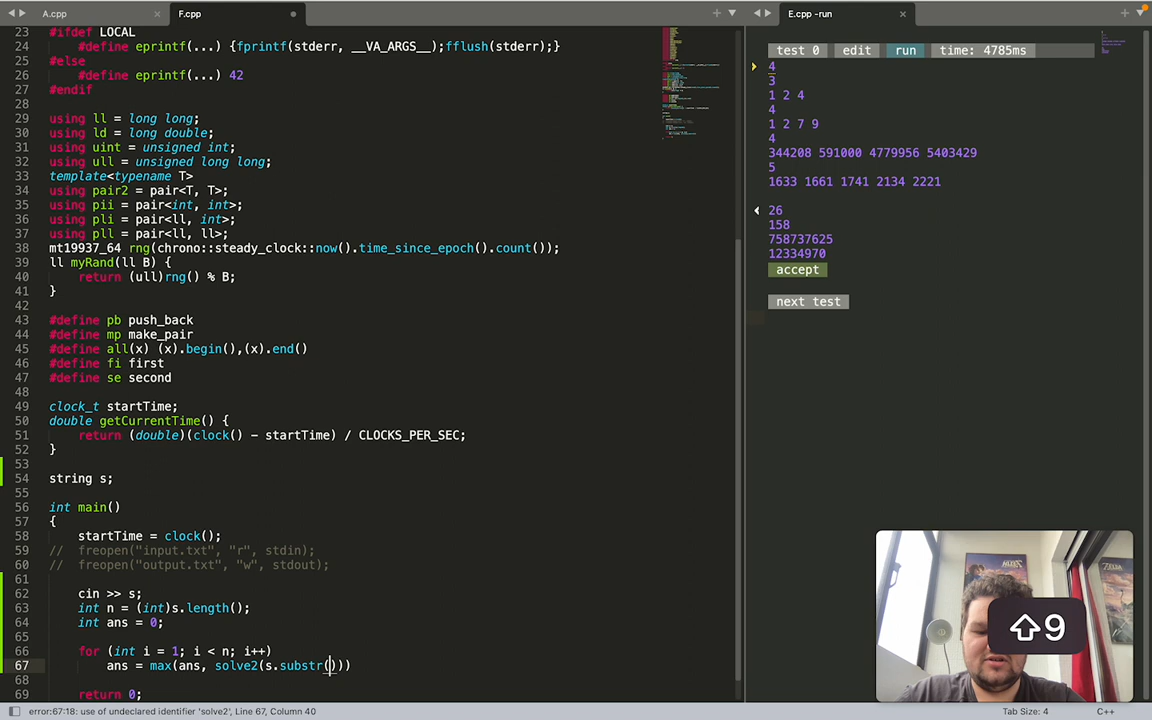 A.cpp
F.cpp
E.cpp -run
23 #ifdef LOCAL
24 #define eprintf(...) {fprintf(stderr, __VA_ARGS__);fflush(stderr);}
25 #else
26 #define eprintf(...) 42
27 #endif
28
29 using ll = long long;
30 using ld = long double;
31 using uint = unsigned int;
32 using ull = unsigned long long;
33 template<typename T>
34 using pair2 = pair<T, T>;
35 using pii = pair<int, int>;
36 using pli = pair<ll, int>;
37 using pll = pair<ll, ll>;
38 mt19937_64 rng(chrono::steady_clock::now().time_since_epoch().count());
39 ll myRand(ll B) {
40 return (ull)rng() % B;
41 }
42
43 #define pb push_back
44 #define mp make_pair
45 #define all(x) (x).begin(),(x).end()
46 #define fi first
47 #define se second
48
49 clock_t startTime;
50 double getCurrentTime() {
51 return (double)(clock() - startTime) / CLOCKS_PER_SEC;
52 }
53
54 string s;
55
56 int main()
57 {
58 startTime = clock();
59 // freopen("input.txt", "r", stdin);
60 // freopen("output.txt", "w", stdout);
61
62 cin >> s;
63 int n = (int)s.length();
64 int ans = 0;
65
66 for (int i = 1; i < n; i++)
67 ans = max(ans, solve2(s.substr()))
68
69 return 0;
test 0 edit run time: 4785ms
4
3
1 2 4
4
1 2 7 9
4
344208 591000 4779956 5403429
5
1633 1661 1741 2134 2221
26
158
758737625
12334970
accept
next test
⇧9
error:67:18: use of undeclared identifier 'solve2', Line 67, Column 40
Tab Size: 4
C++